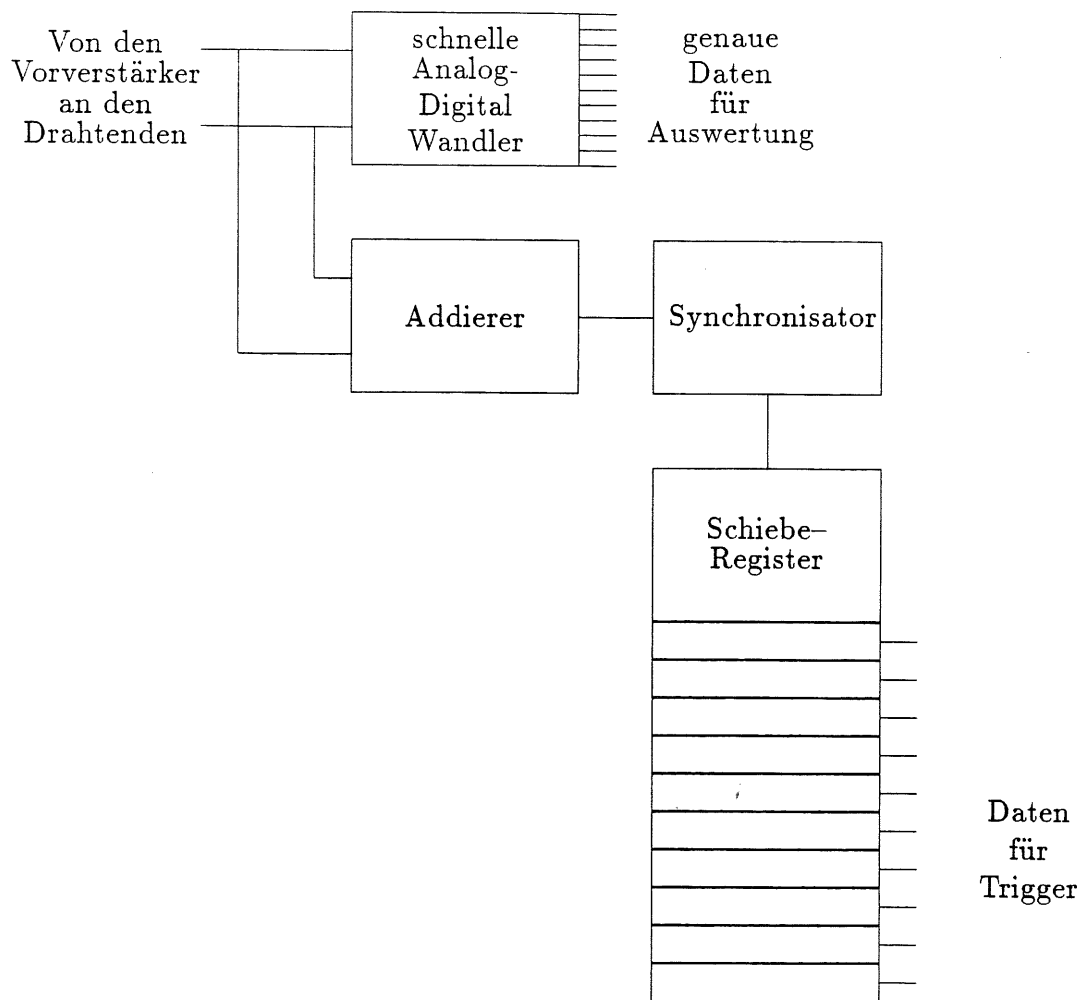 Von den
Vorverstärker
an den
Drahtenden
schnelle
Analog-
Digital
Wandler
genaue
Daten
für
Auswertung
Addierer
Synchronisator
Schiebe–
Register
Daten
für
Trigger